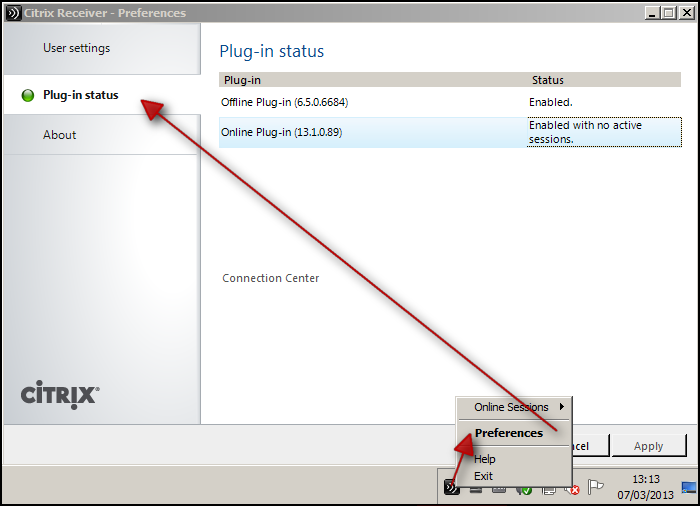 Citrix Receiver - Preferences
User settings
Plug-in status
About
Plug-in status
Plug-in Status
Offline Plug-in (6.5.0.6684) Enabled.
Online Plug-in (13.1.0.89) Enabled with no active
sessions.
Connection Center
CITRIX®
Online Sessions
Preferences
Help
Exit
cel
Apply
13:13
07/03/2013